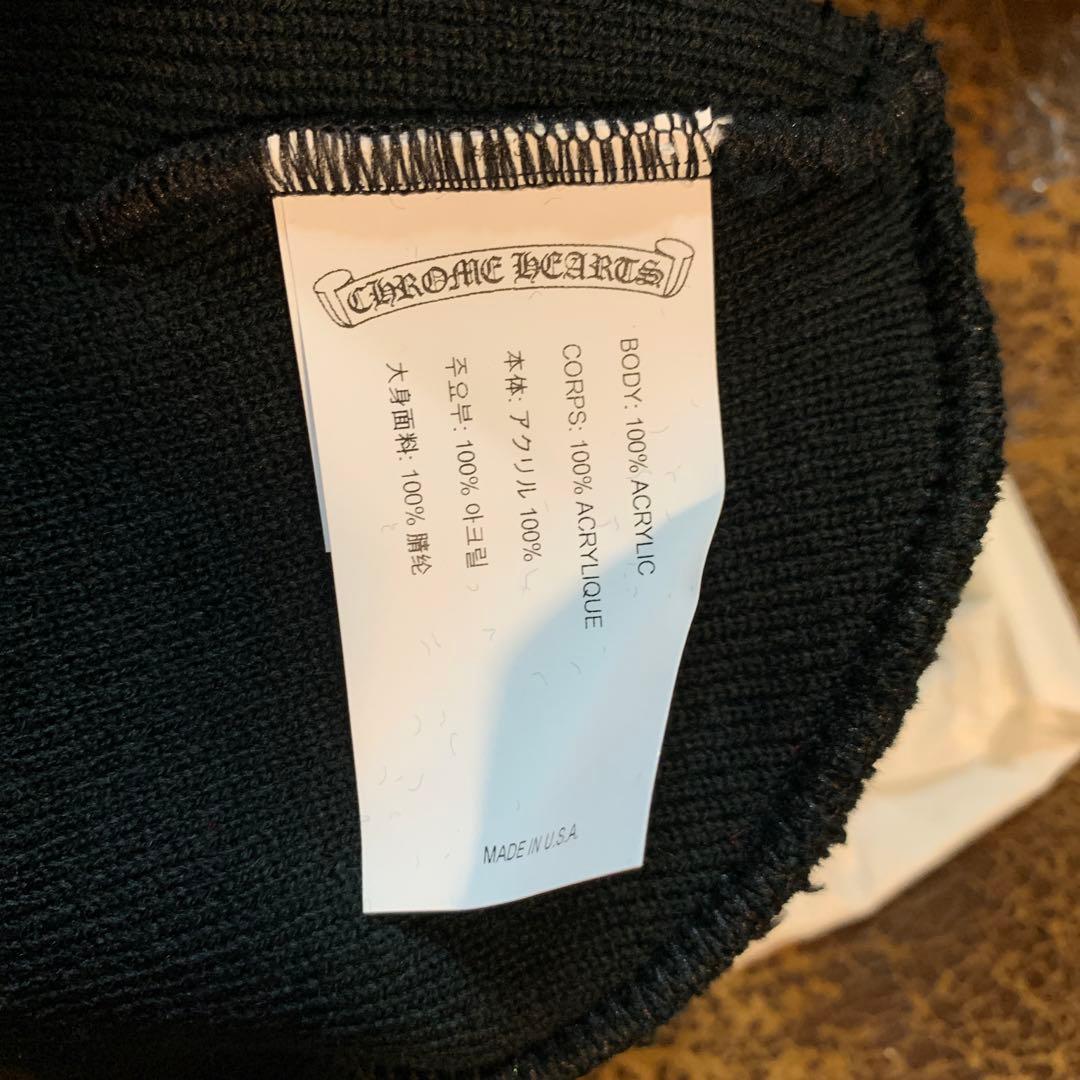 CHROME HEARTS
BODY: 100% ACRYLIC
CORPS: 100% ACRYLIQUE
本体: アクリル 100%
주요부: 100% 아크릴
大身面料: 100% 腈纶
MADE IN U.S.A.